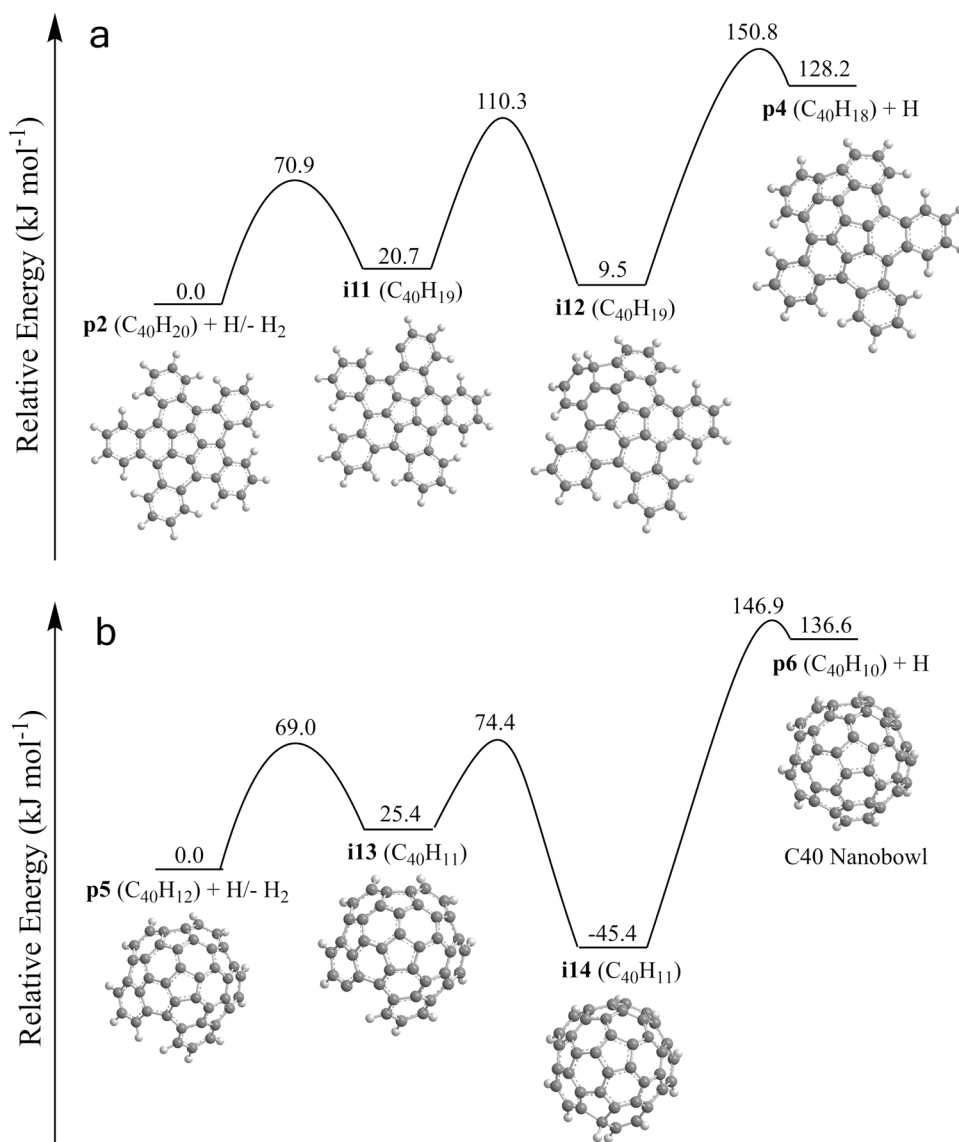 a
Relative Energy (kJ mol⁻¹)
150.8
128.2
p4 (C₄₀H₁₈) + H
110.3
70.9
20.7
i11 (C₄₀H₁₉)
9.5
i12 (C₄₀H₁₉)
0.0
p2 (C₄₀H₂₀) + H/- H₂
b
Relative Energy (kJ mol⁻¹)
146.9
136.6
p6 (C₄₀H₁₀) + H
C40 Nanobowl
69.0
74.4
25.4
i13 (C₄₀H₁₁)
0.0
p5 (C₄₀H₁₂) + H/- H₂
-45.4
i14 (C₄₀H₁₁)